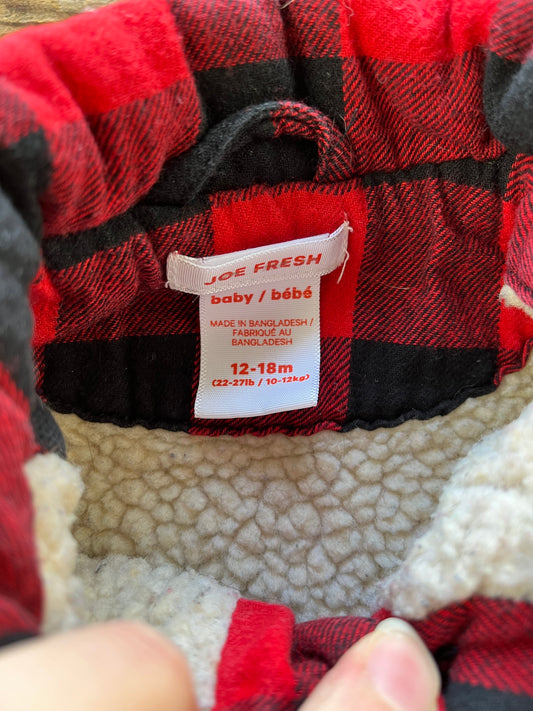 JOE FRESH
baby / bébé
MADE IN BANGLADESH /
FABRIQUÉ AU
BANGLADESH
12-18m
(22-27lb / 10-12kg)